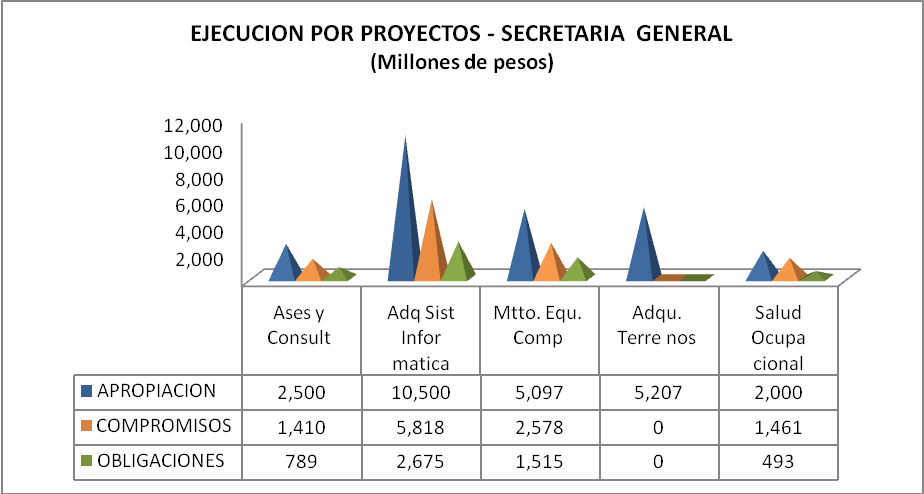 EJECUCION POR PROYECTOS - SECRETARIA GENERAL
(Millones de pesos)
12,000
10,000
8,000
6,000
4,000
2,000
Ases y Adq Sist Mtto. Equ. Adqu. Salud
Consult Infor Comp Terre nos Ocupa
matica cional
APROPIACION 2,500 10,500 5,097 5,207 2,000
COMPROMISOS 1,410 5,818 2,578 0 1,461
OBLIGACIONES 789 2,675 1,515 0 493